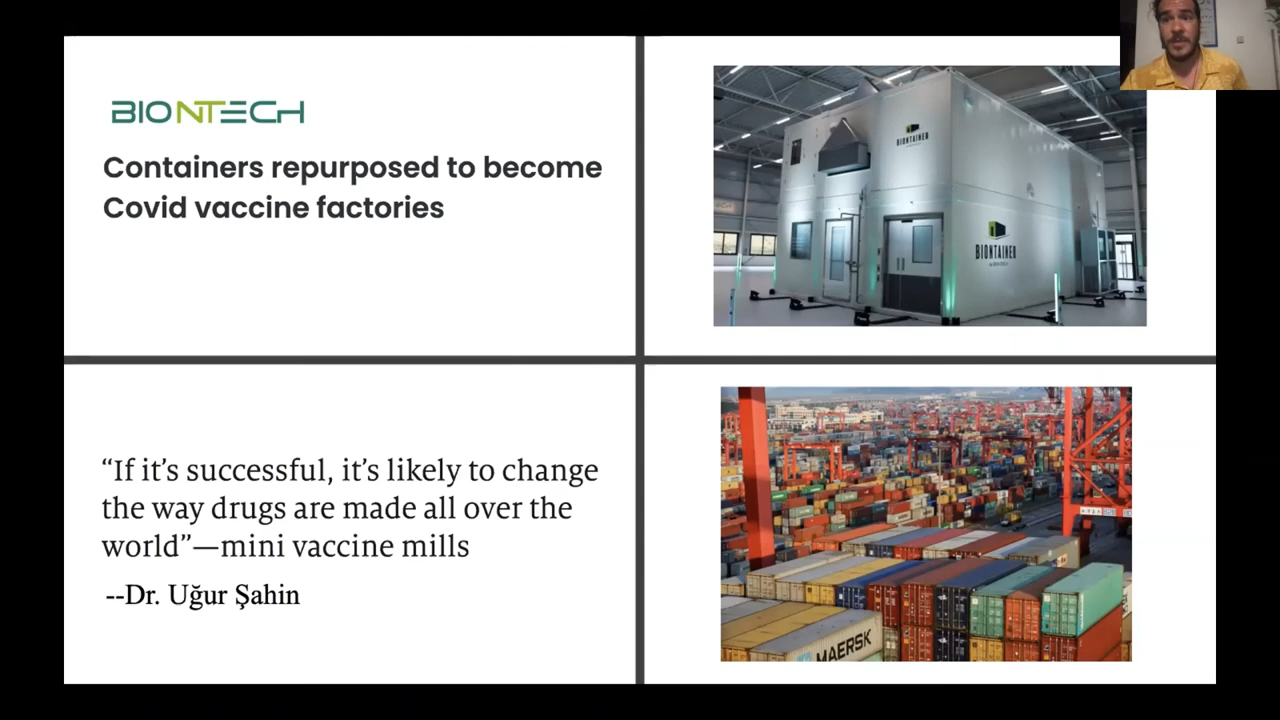 BIONTECH
Containers repurposed to become
Covid vaccine factories
BIONTAINER
BIONTAINER
“If it’s successful, it’s likely to change
the way drugs are made all over the
world”—mini vaccine mills
--Dr. Uğur Şahin
MAERSK